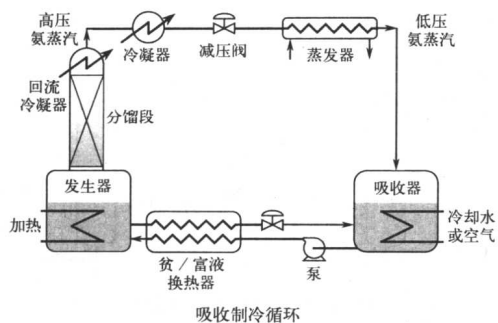 高压
氨蒸汽
冷凝器
减压阀
蒸发器
低压
氨蒸汽
回流
冷凝器
分馏段
发生器
吸收器
加热
冷却水
或空气
贫/富液
换热器
泵
吸收制冷循环